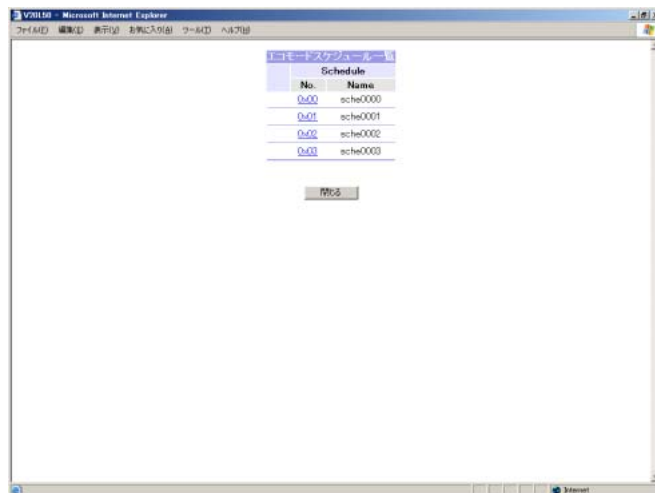 V20L50 - Microsoft Internet Explorer
ファイル(F) 編集(E) 表示(V) お気に入り(A) ツール(T) ヘルプ(H)
エコモードスケジュール一覧
Schedule
No. Name
0x00 sche0000
0x01 sche0001
0x02 sche0002
0x03 sche0003
閉じる
Internet